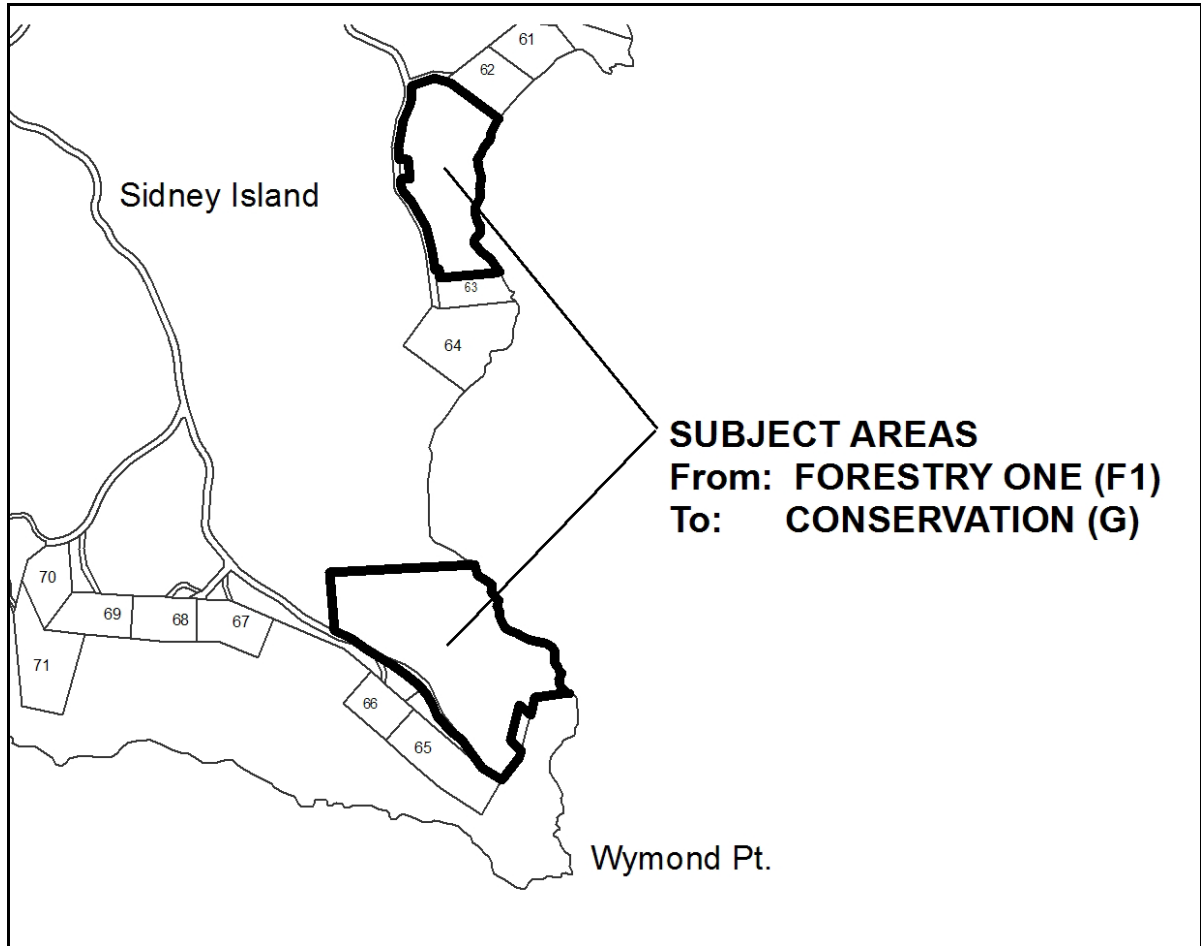 61
62
Sidney Island
63
64
SUBJECT AREAS
From: FORESTRY ONE (F1)
To: CONSERVATION (G)
70
69
68
67
71
66
65
Wymond Pt.